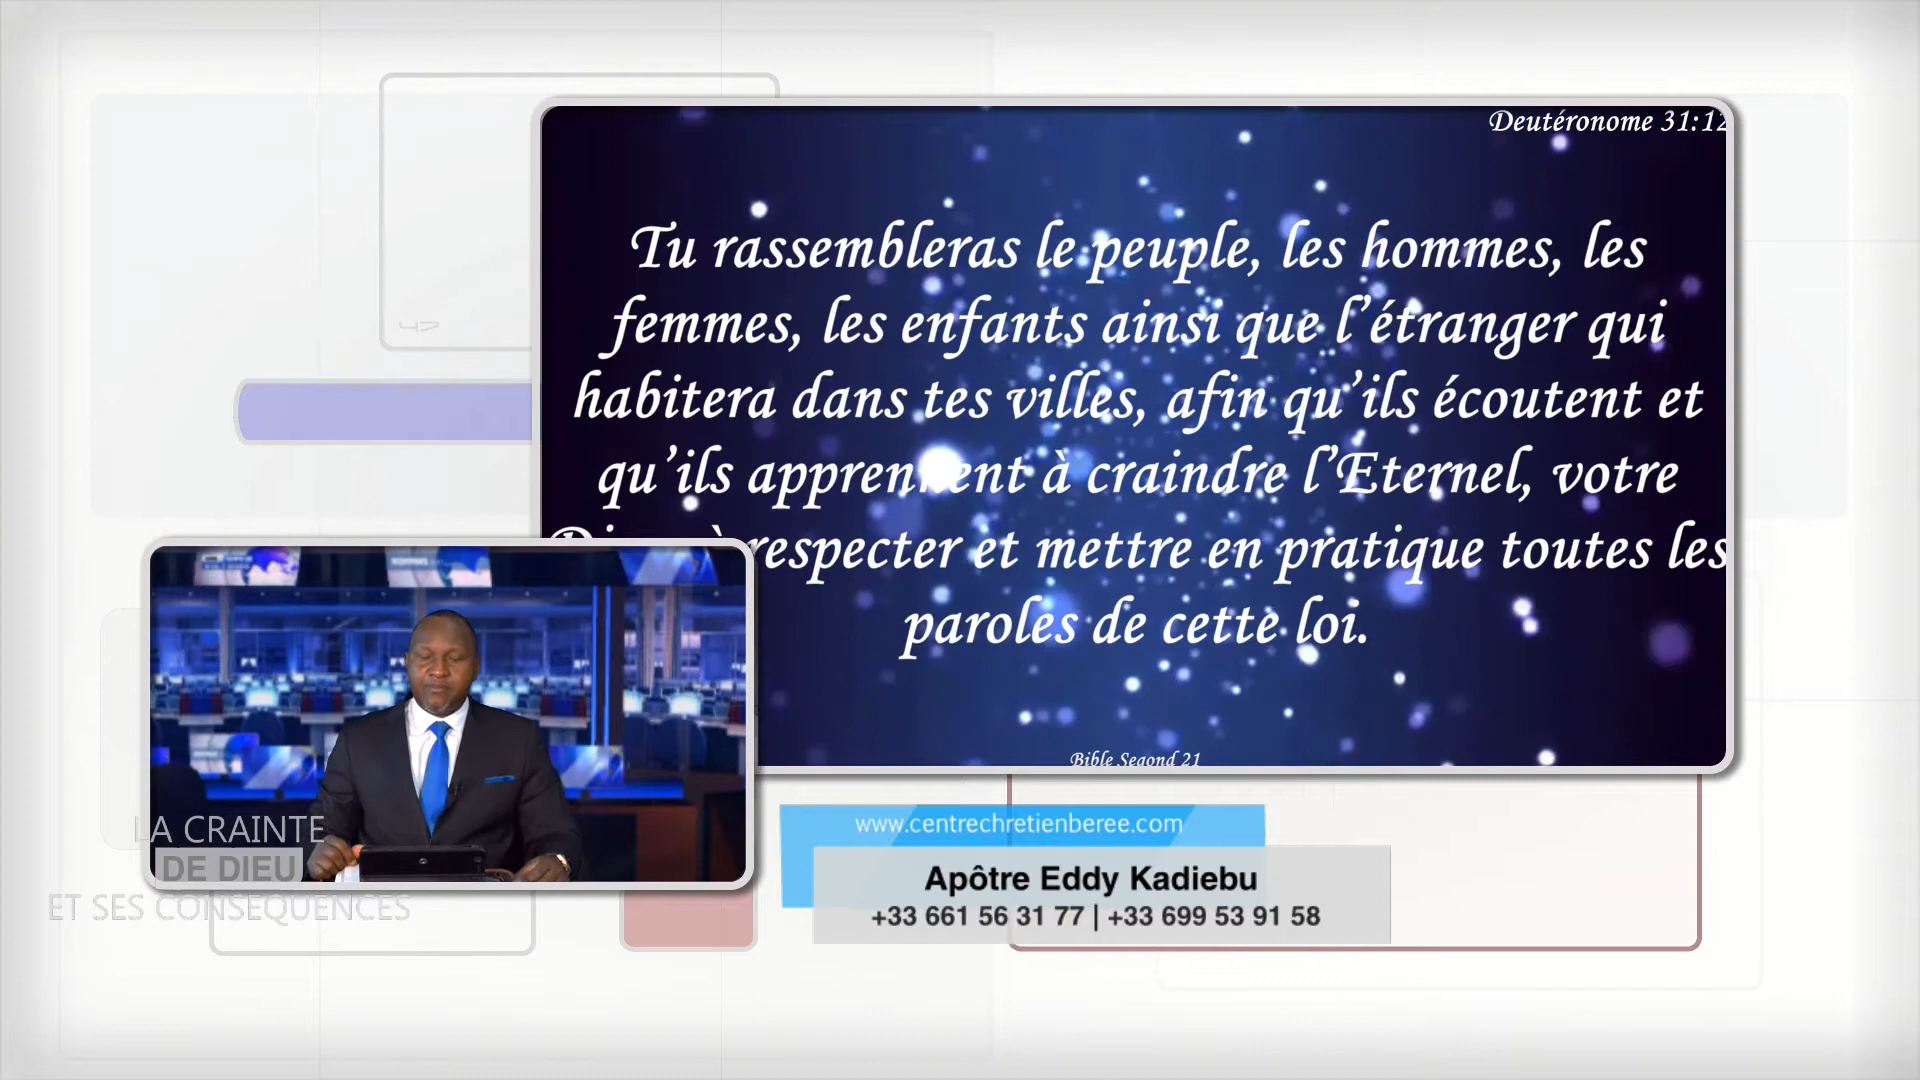 Deutéronome 31:12
Tu rassembleras le peuple, les hommes, les
femmes, les enfants ainsi que l’étranger qui
habitera dans tes villes, afin qu’ils écoutent et
qu’ils apprennent à craindre l’Eternel, votre
respecter et mettre en pratique toutes les
paroles de cette loi.
Bible Segond 21
LA CRAINTE
DE DIEU
ET SES CONSEQUENCES
www.centrechretienberee.com
Apôtre Eddy Kadiebu
+33 661 56 31 77 | +33 699 53 91 58